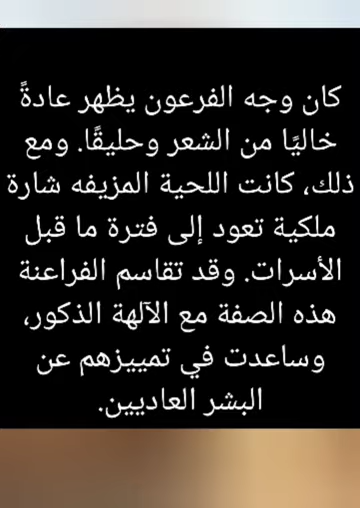 كان وجه الفرعون يظهر عادةً
خاليًا من الشعر وحليقًا. ومع
ذلك، كانت اللحية المزيفه شارة
ملكية تعود إلى فترة ما قبل
الأسرات. وقد تقاسم الفراعنة
هذه الصفة مع الآلهة الذكور،
وساعدت في تمييزهم عن
البشر العاديين.